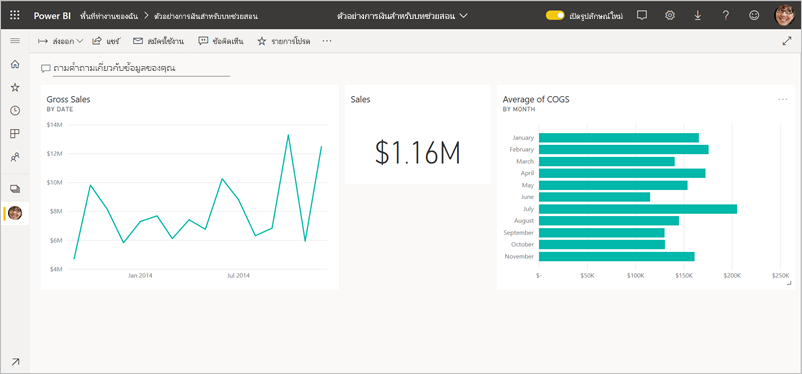 Power BI พื้นที่ทำงานของฉัน > ตัวอย่างการเงินสำหรับบทช่วยสอน ตัวอย่างการเงินสำหรับบทช่วยสอน เปิดรูปลักษณ์ใหม่
ส่งออก แชร์ สมัครใช้งาน ข้อคิดเห็น รายการโปรด ...
ถามคำถามเกี่ยวกับข้อมูลของคุณ
Gross Sales
BY DATE
$14M
$12M
$10M
$8M
$6M
$4M
Jan 2014 Jul 2014
Sales
$1.16M
Average of COGS
BY MONTH
January
February
March
April
May
June
July
August
September
October
November
$- $50K $100K $150K $200K $250K